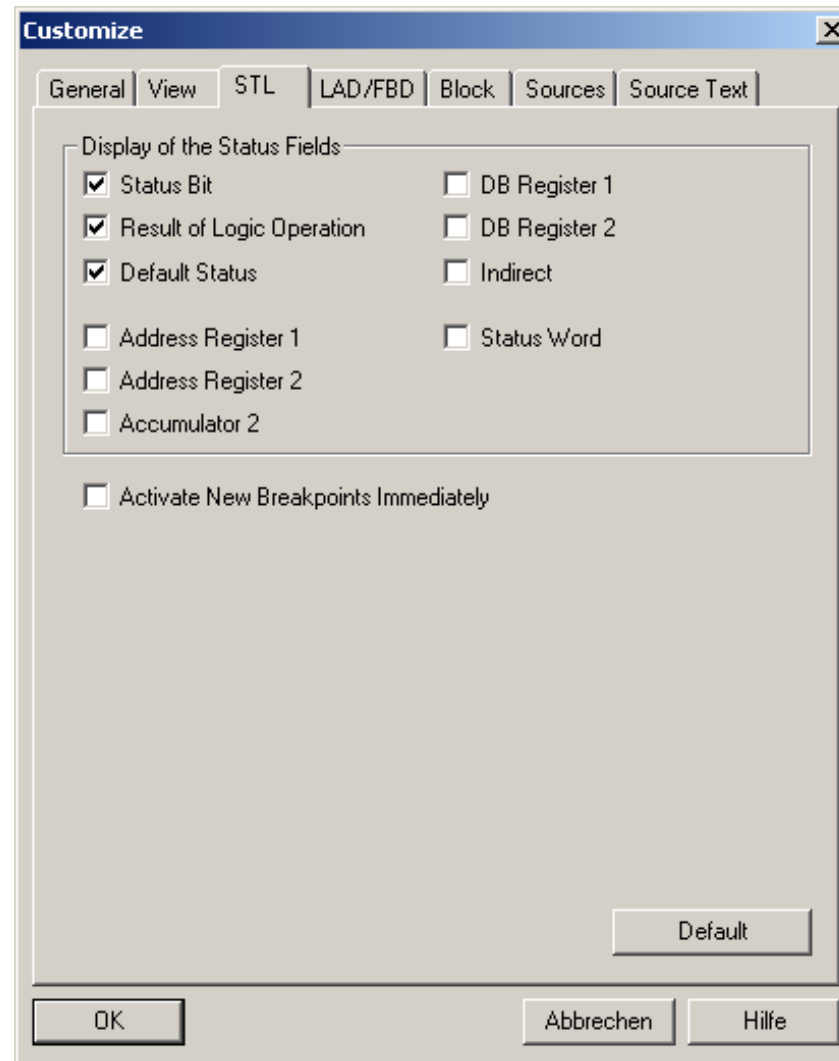 Customize
General View STL LAD/FBD Block Sources Source Text
Display of the Status Fields
Status Bit
Result of Logic Operation
Default Status
Address Register 1
Address Register 2
Accumulator 2
DB Register 1
DB Register 2
Indirect
Status Word
Activate New Breakpoints Immediately
Default
OK Abbrechen Hilfe